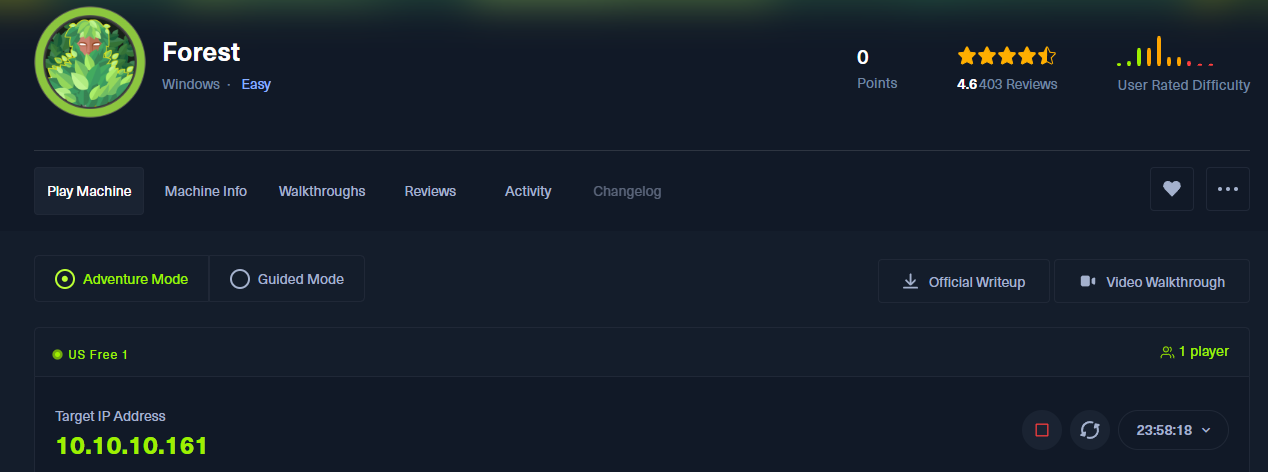 Forest
Windows · Easy
0
Points
4.6 403 Reviews
User Rated Difficulty
Play Machine
Machine Info
Walkthroughs
Reviews
Activity
Changelog
Adventure Mode
Guided Mode
Official Writeup
Video Walkthrough
US Free 1
1 player
Target IP Address
10.10.10.161
23:58:18